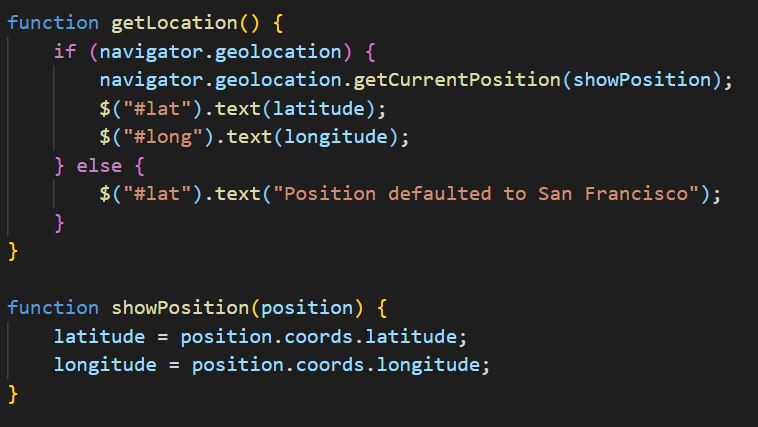 function getLocation() {
    if (navigator.geolocation) {
        navigator.geolocation.getCurrentPosition(showPosition);
        $("#lat").text(latitude);
        $("#long").text(longitude);
    } else {
        $("#lat").text("Position defaulted to San Francisco");
    }
}

function showPosition(position) {
    latitude = position.coords.latitude;
    longitude = position.coords.longitude;
}